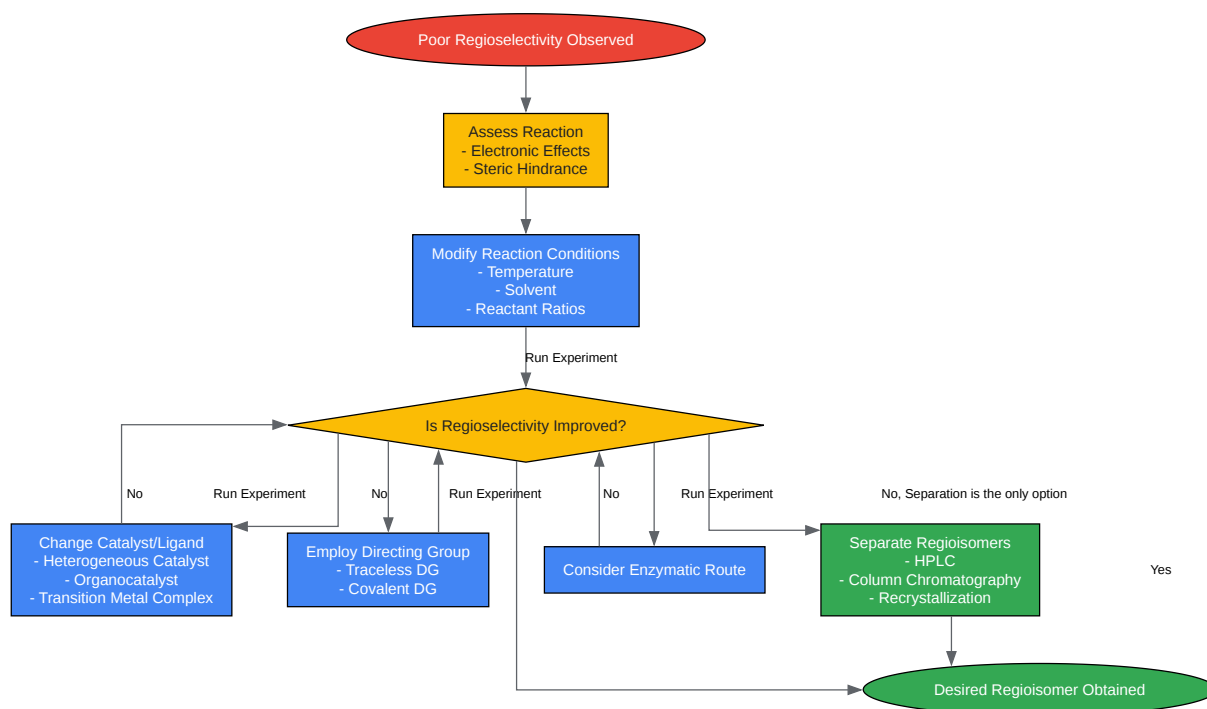 Poor Regioselectivity Observed
Assess Reaction
- Electronic Effects
- Steric Hindrance
Modify Reaction Conditions
- Temperature
- Solvent
- Reactant Ratios
Run Experiment
Is Regioselectivity Improved?
No
Run Experiment
No
Run Experiment
No
Run Experiment
No, Separation is the only option
Change Catalyst/Ligand
- Heterogeneous Catalyst
- Organocatalyst
- Transition Metal Complex
Employ Directing Group
- Traceless DG
- Covalent DG
Consider Enzymatic Route
Separate Regioisomers
- HPLC
- Column Chromatography
- Recrystallization
Yes
Desired Regioisomer Obtained